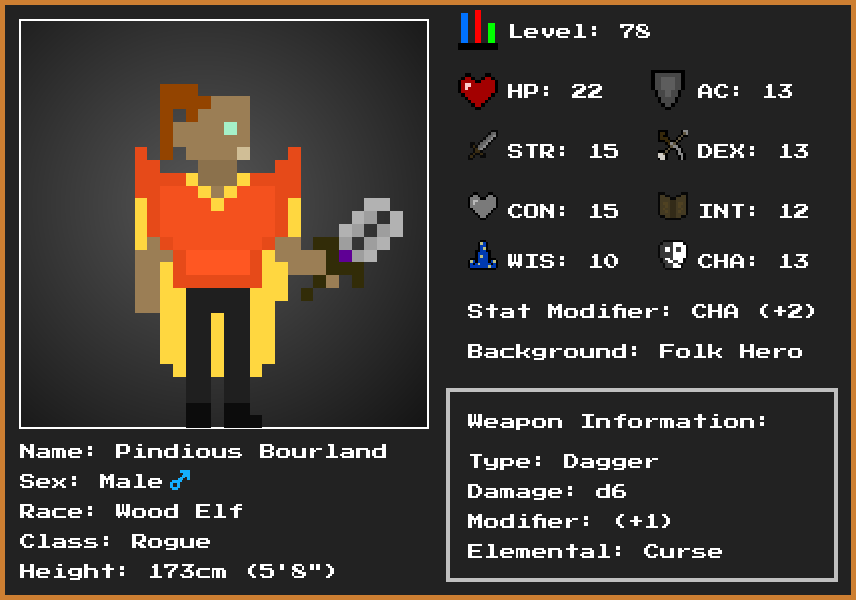 Level: 78
HP: 22
AC: 13
STR: 15
DEX: 13
CON: 15
INT: 12
WIS: 10
CHA: 13
Stat Modifier: CHA (+2)
Background: Folk Hero
Name: Pindious Bourland
Sex: Male ♂
Race: Wood Elf
Class: Rogue
Height: 173cm (5'8")
Weapon Information:
Type: Dagger
Damage: d6
Modifier: (+1)
Elemental: Curse